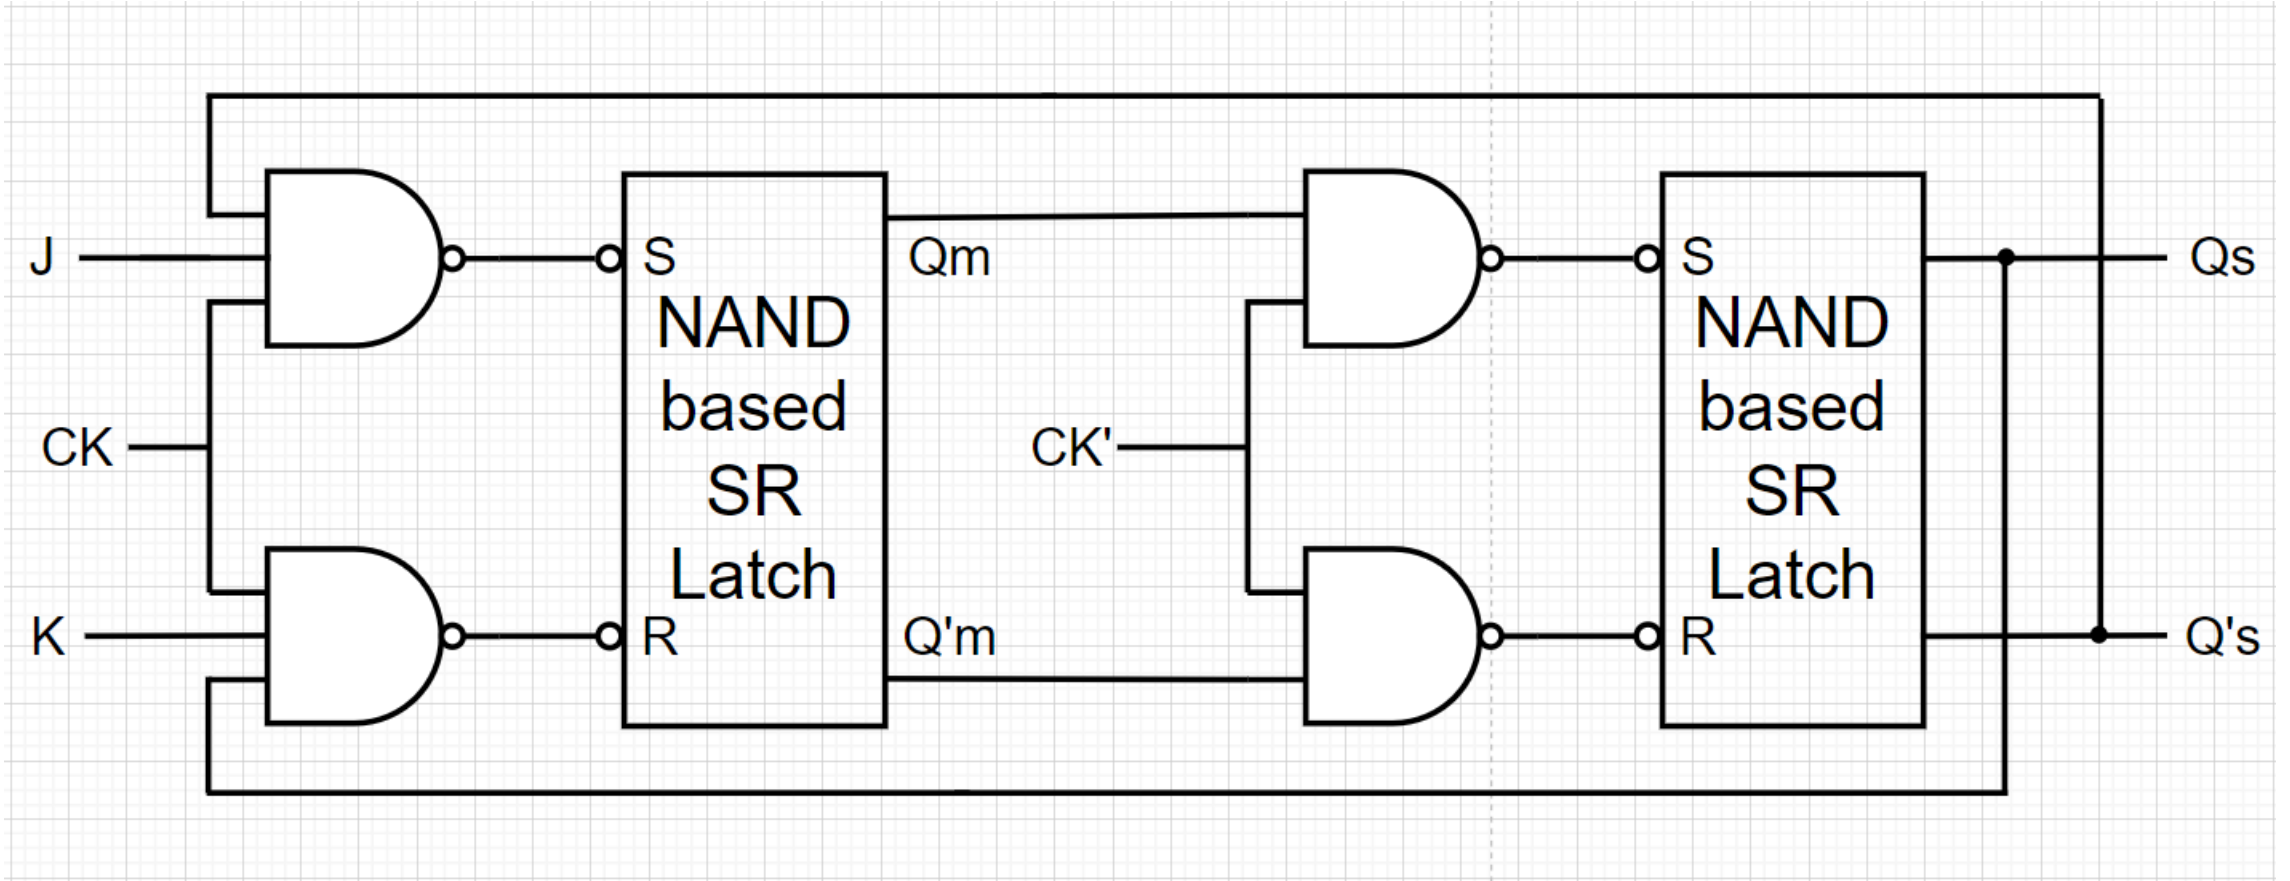 J
CK
K
S
NAND
based
SR
Latch
R
Qm
Q'm
CK'
S
NAND
based
SR
Latch
R
Qs
Q's